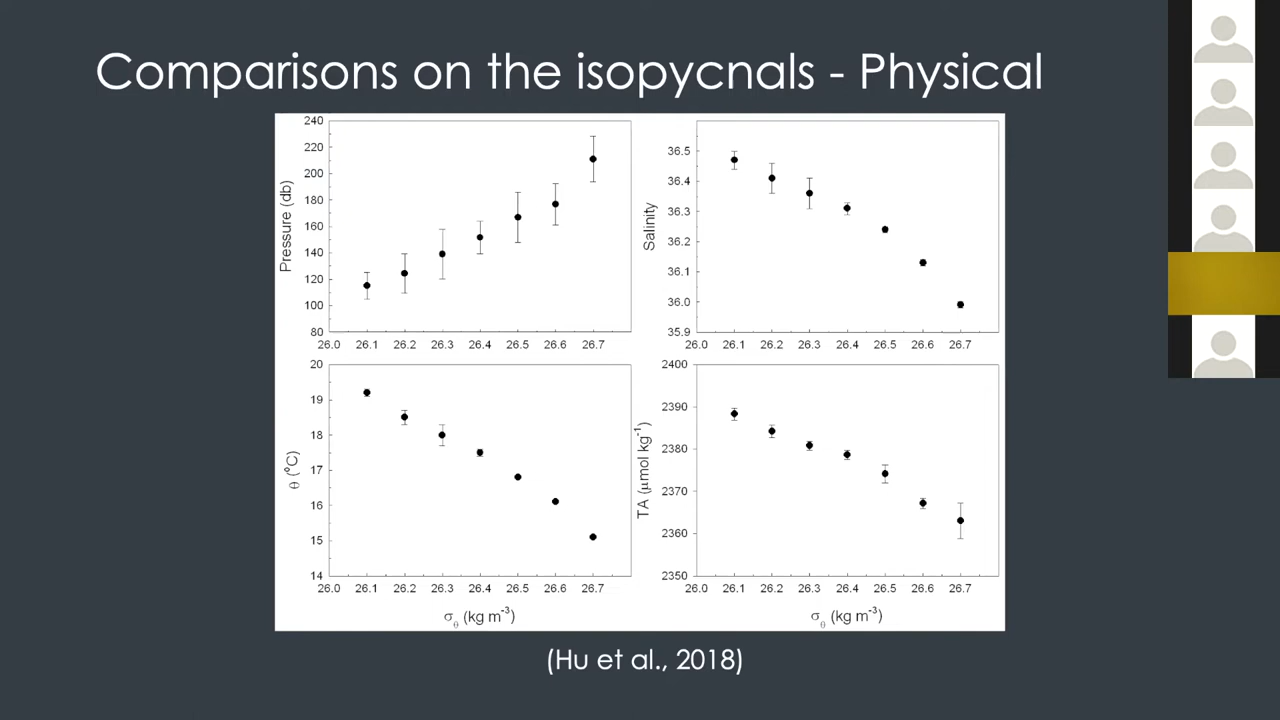 Comparisons on the isopycnals - Physical
240
220
200
180
160
140
120
100
80
Pressure (db)
26.0 26.1 26.2 26.3 26.4 26.5 26.6 26.7
36.5
36.4
36.3
36.2
36.1
36.0
35.9
Salinity
26.0 26.1 26.2 26.3 26.4 26.5 26.6 26.7
20
19
18
17
16
15
14
θ (°C)
26.0 26.1 26.2 26.3 26.4 26.5 26.6 26.7
σθ (kg m-3)
2400
2390
2380
2370
2360
2350
TA (μmol kg-1)
26.0 26.1 26.2 26.3 26.4 26.5 26.6 26.7
σθ (kg m-3)
(Hu et al., 2018)